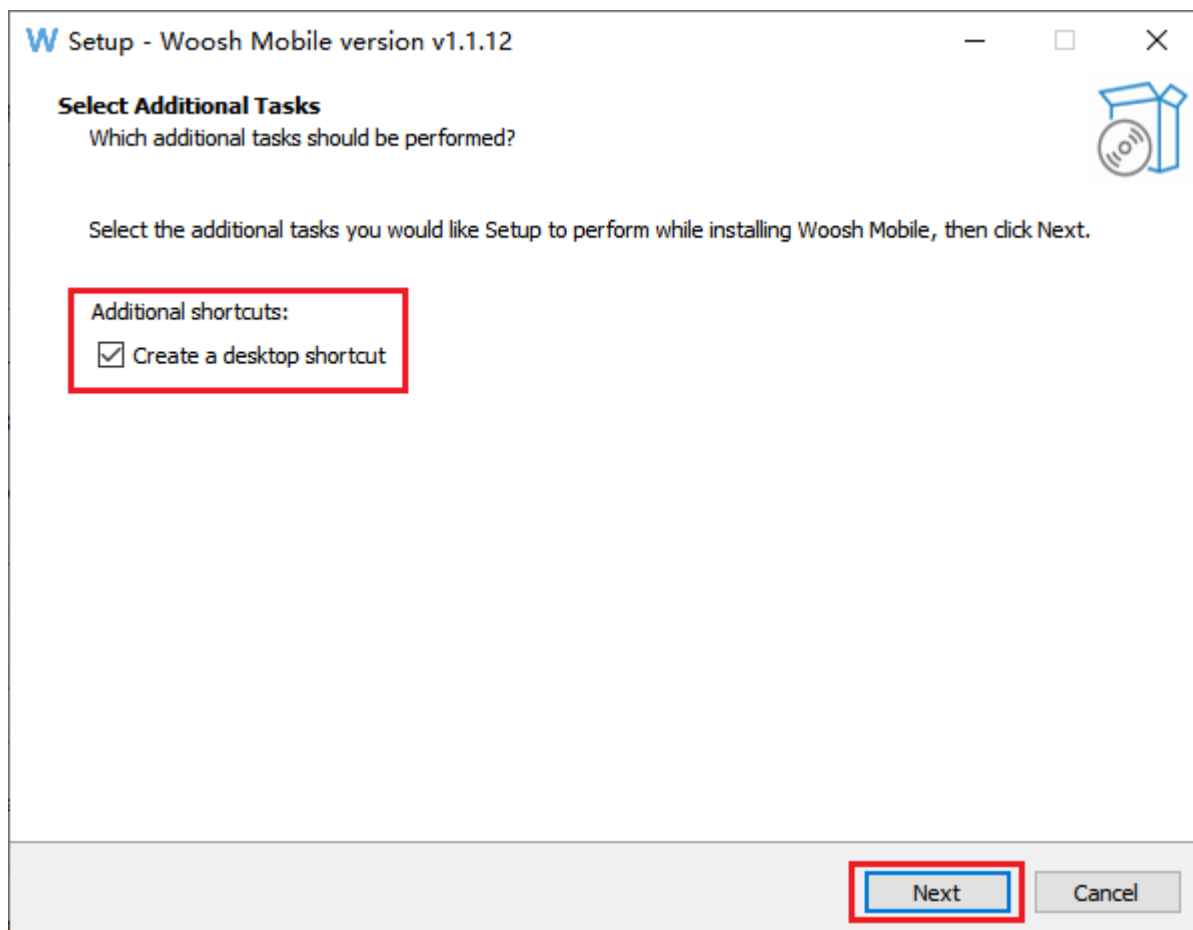 W Setup - Woosh Mobile version v1.1.12
Select Additional Tasks
Which additional tasks should be performed?
Select the additional tasks you would like Setup to perform while installing Woosh Mobile, then click Next.
Additional shortcuts:
Create a desktop shortcut
Next
Cancel